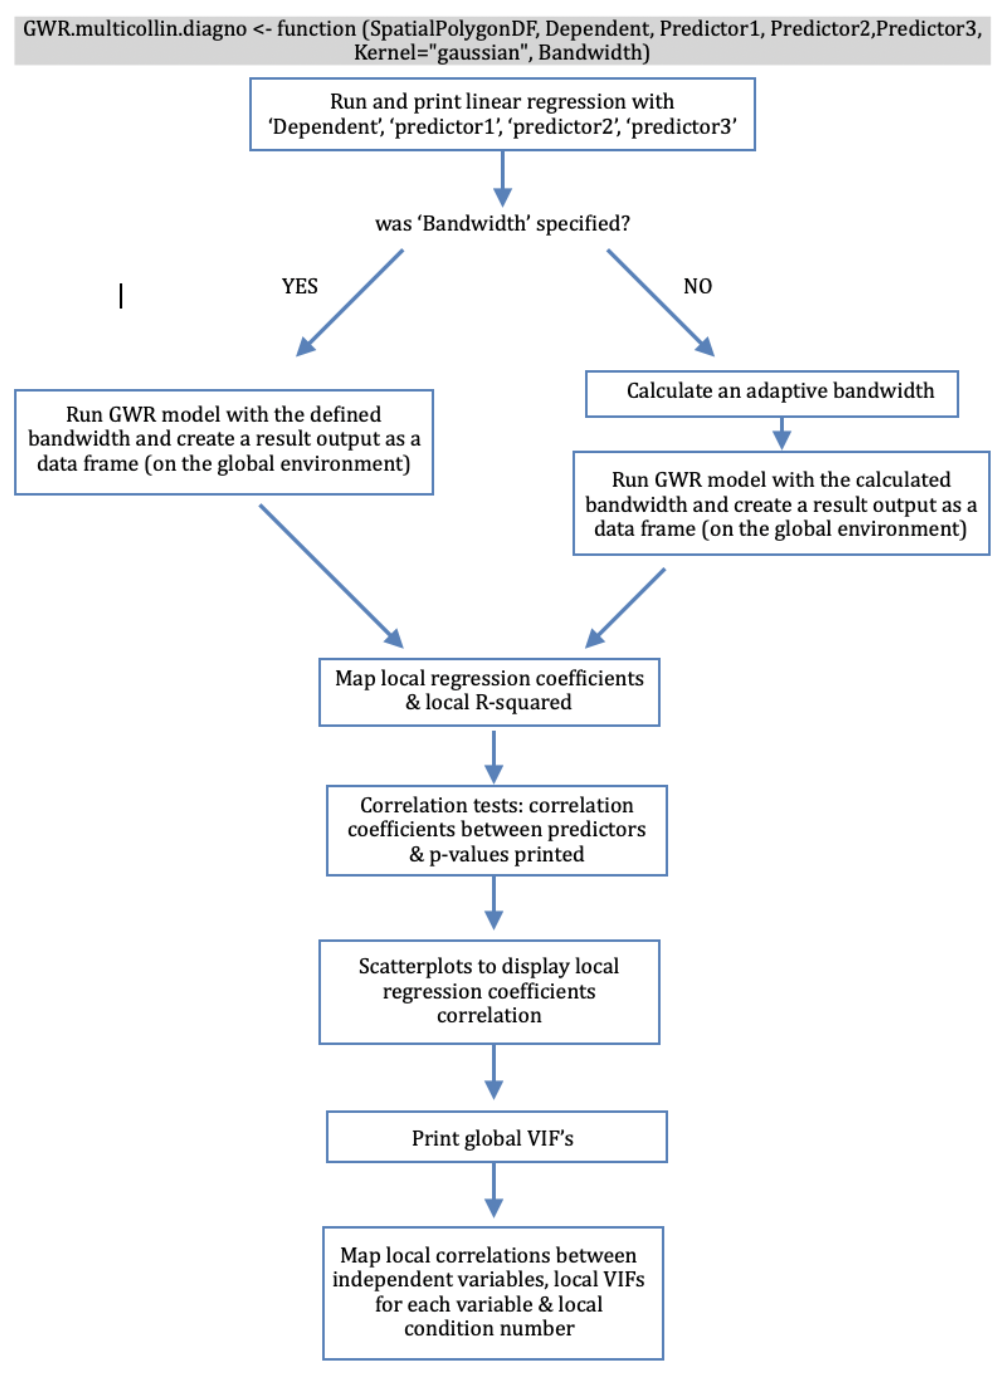 GWR.multicollin.diagno <- function (SpatialPolygonDF, Dependent, Predictor1, Predictor2,Predictor3,
Kernel="gaussian", Bandwidth)
Run and print linear regression with
‘Dependent’, ‘predictor1’, ‘predictor2’, ‘predictor3’
was ‘Bandwidth’ specified?
YES
NO
Run GWR model with the defined
bandwidth and create a result output as a
data frame (on the global environment)
Calculate an adaptive bandwidth
Run GWR model with the calculated
bandwidth and create a result output as a
data frame (on the global environment)
Map local regression coefficients
& local R-squared
Correlation tests: correlation
coefficients between predictors
& p-values printed
Scatterplots to display local
regression coefficients
correlation
Print global VIF’s
Map local correlations between
independent variables, local VIFs
for each variable & local
condition number